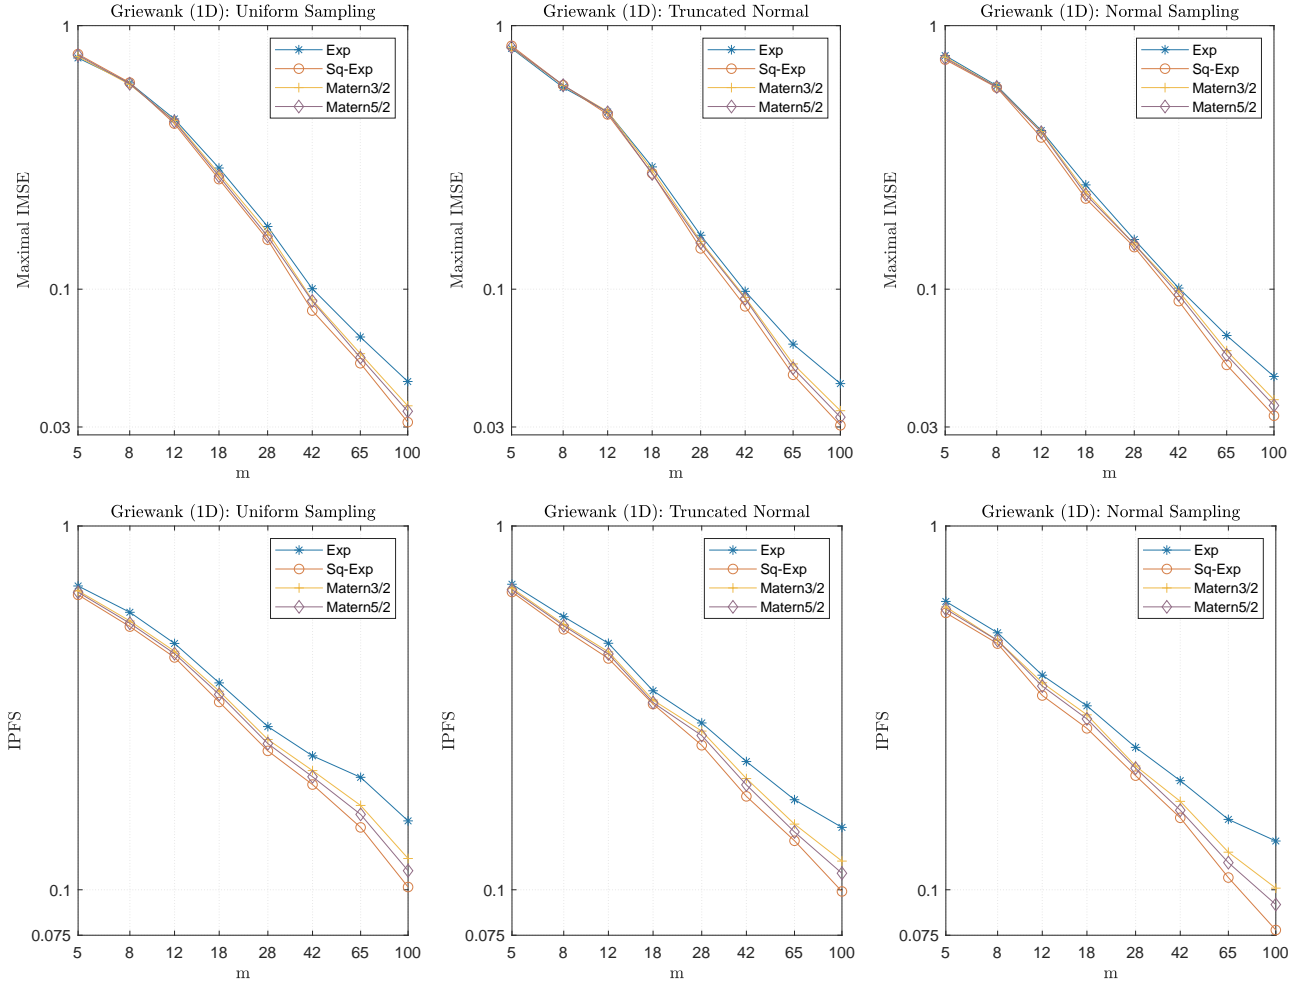 Griewank (1D): Uniform Sampling
1
0.1
0.03
Maximal IMSE
5 8 12 18 28 42 65 100
m
Exp
Sq-Exp
Matern3/2
Matern5/2
Griewank (1D): Truncated Normal
1
0.1
0.03
Maximal IMSE
5 8 12 18 28 42 65 100
m
Exp
Sq-Exp
Matern3/2
Matern5/2
Griewank (1D): Normal Sampling
1
0.1
0.03
Maximal IMSE
5 8 12 18 28 42 65 100
m
Exp
Sq-Exp
Matern3/2
Matern5/2
Griewank (1D): Uniform Sampling
1
0.1
0.075
IPFS
5 8 12 18 28 42 65 100
m
Exp
Sq-Exp
Matern3/2
Matern5/2
Griewank (1D): Truncated Normal
1
0.1
0.075
IPFS
5 8 12 18 28 42 65 100
m
Exp
Sq-Exp
Matern3/2
Matern5/2
Griewank (1D): Normal Sampling
1
0.1
0.075
IPFS
5 8 12 18 28 42 65 100
m
Exp
Sq-Exp
Matern3/2
Matern5/2